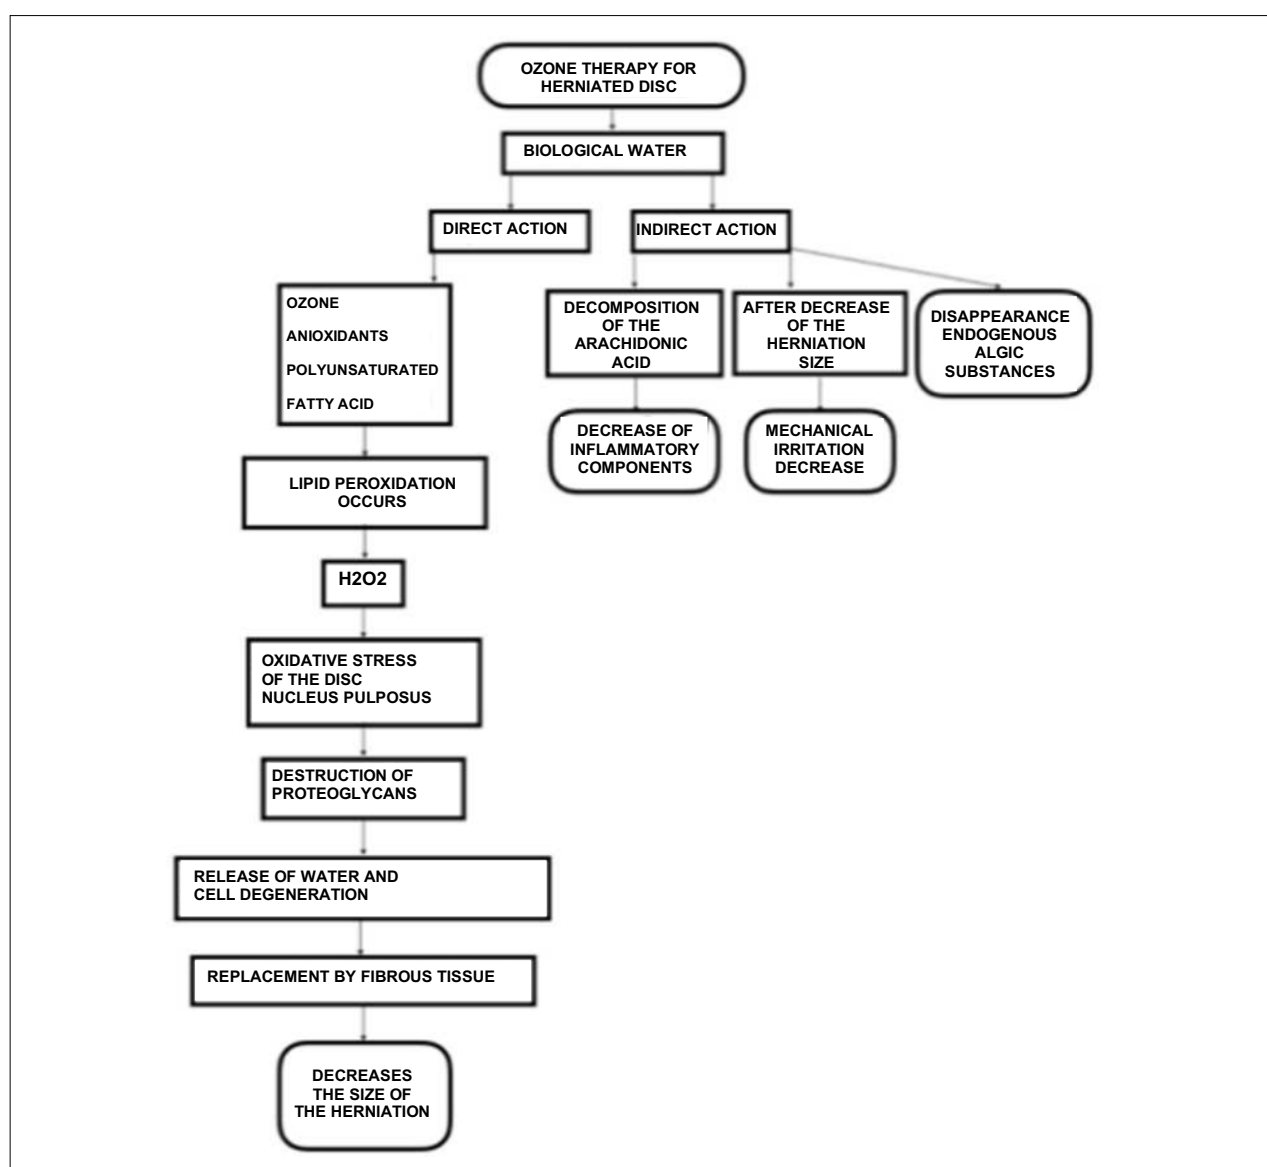 OZONE THERAPY FOR
HERNIATED DISC
BIOLOGICAL WATER
DIRECT ACTION
INDIRECT ACTION
OZONE
ANIOXIDANTS
POLYUNSATURATED
FATTY ACID
DECOMPOSITION
OF THE
ARACHIDONIC
ACID
AFTER DECREASE
OF THE
HERNIATION
SIZE
DISAPPEARANCE
ENDOGENOUS
ALGIC
SUBSTANCES
DECREASE OF
INFLAMMATORY
COMPONENTS
MECHANICAL
IRRITATION
DECREASE
LIPID PEROXIDATION
OCCURS
H2O2
OXIDATIVE STRESS
OF THE DISC
NUCLEUS PULPOSUS
DESTRUCTION OF
PROTEOGLYCANS
RELEASE OF WATER AND
CELL DEGENERATION
REPLACEMENT BY FIBROUS TISSUE
DECREASES
THE SIZE OF
THE HERNIATION